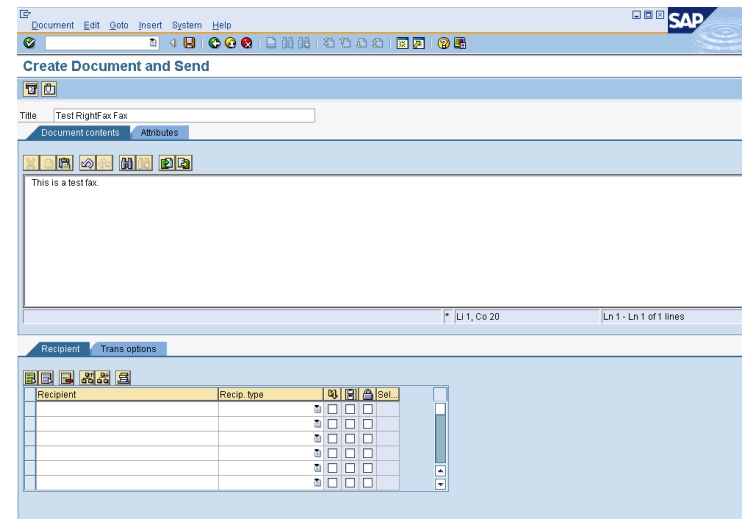 Document Edit Goto Insert System Help
SAP
Create Document and Send
Title Test RightFax Fax
Document contents Attributes
This is a test fax.
* Li 1, Co 20 Ln 1 - Ln 1 of 1 lines
Recipient Trans options
Recipient Recip. type Sel...